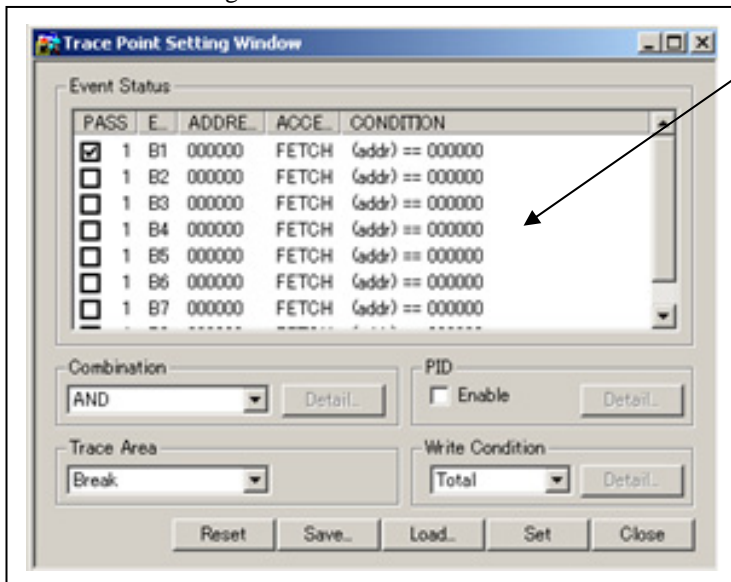 Trace Point Setting Window
Event Status
PASS E... ADDRE... ACCE... CONDITION
1 B1 000000 FETCH (addr) == 000000
1 B2 000000 FETCH (addr) == 000000
1 B3 000000 FETCH (addr) == 000000
1 B4 000000 FETCH (addr) == 000000
1 B5 000000 FETCH (addr) == 000000
1 B6 000000 FETCH (addr) == 000000
1 B7 000000 FETCH (addr) == 000000
Combination
AND Detail...
PID
Enable Detail...
Trace Area
Break
Write Condition
Total Detail...
Reset Save... Load... Set Close